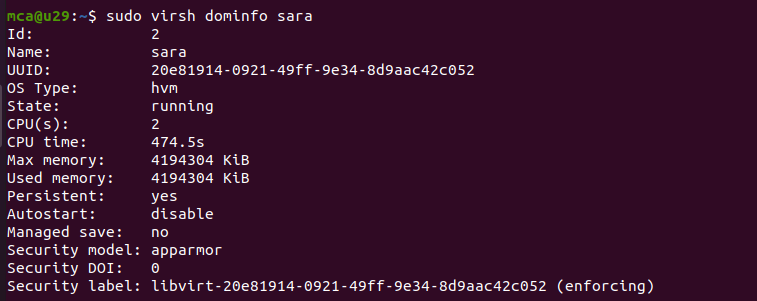 mca@u29:~$ sudo virsh dominfo sara
Id:             2
Name:           sara
UUID:           20e81914-0921-49ff-9e34-8d9aac42c052
OS Type:        hvm
State:          running
CPU(s):         2
CPU time:       474.5s
Max memory:     4194304 KiB
Used memory:    4194304 KiB
Persistent:     yes
Autostart:      disable
Managed save:   no
Security model: apparmor
Security DOI:   0
Security label: libvirt-20e81914-0921-49ff-9e34-8d9aac42c052 (enforcing)